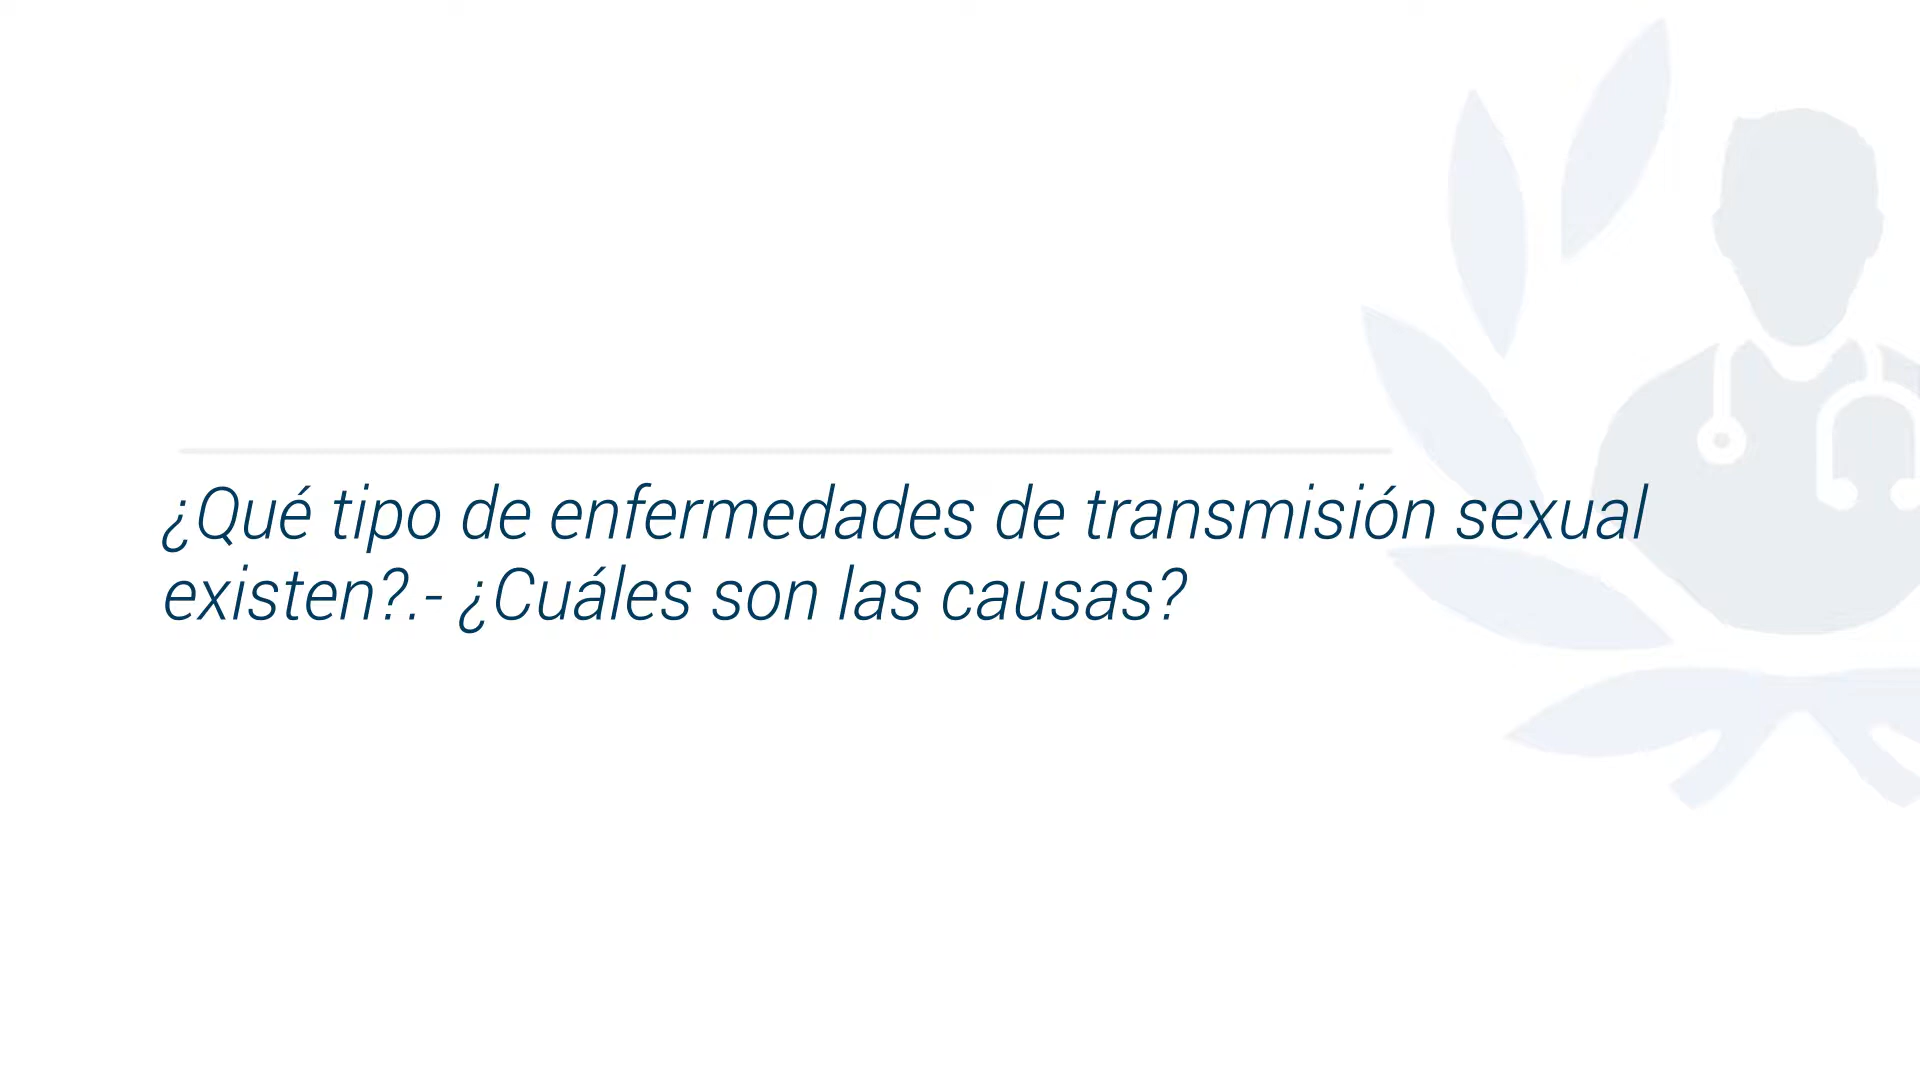 ¿Qué tipo de enfermedades de transmisión sexual
existen?.- ¿Cuáles son las causas?